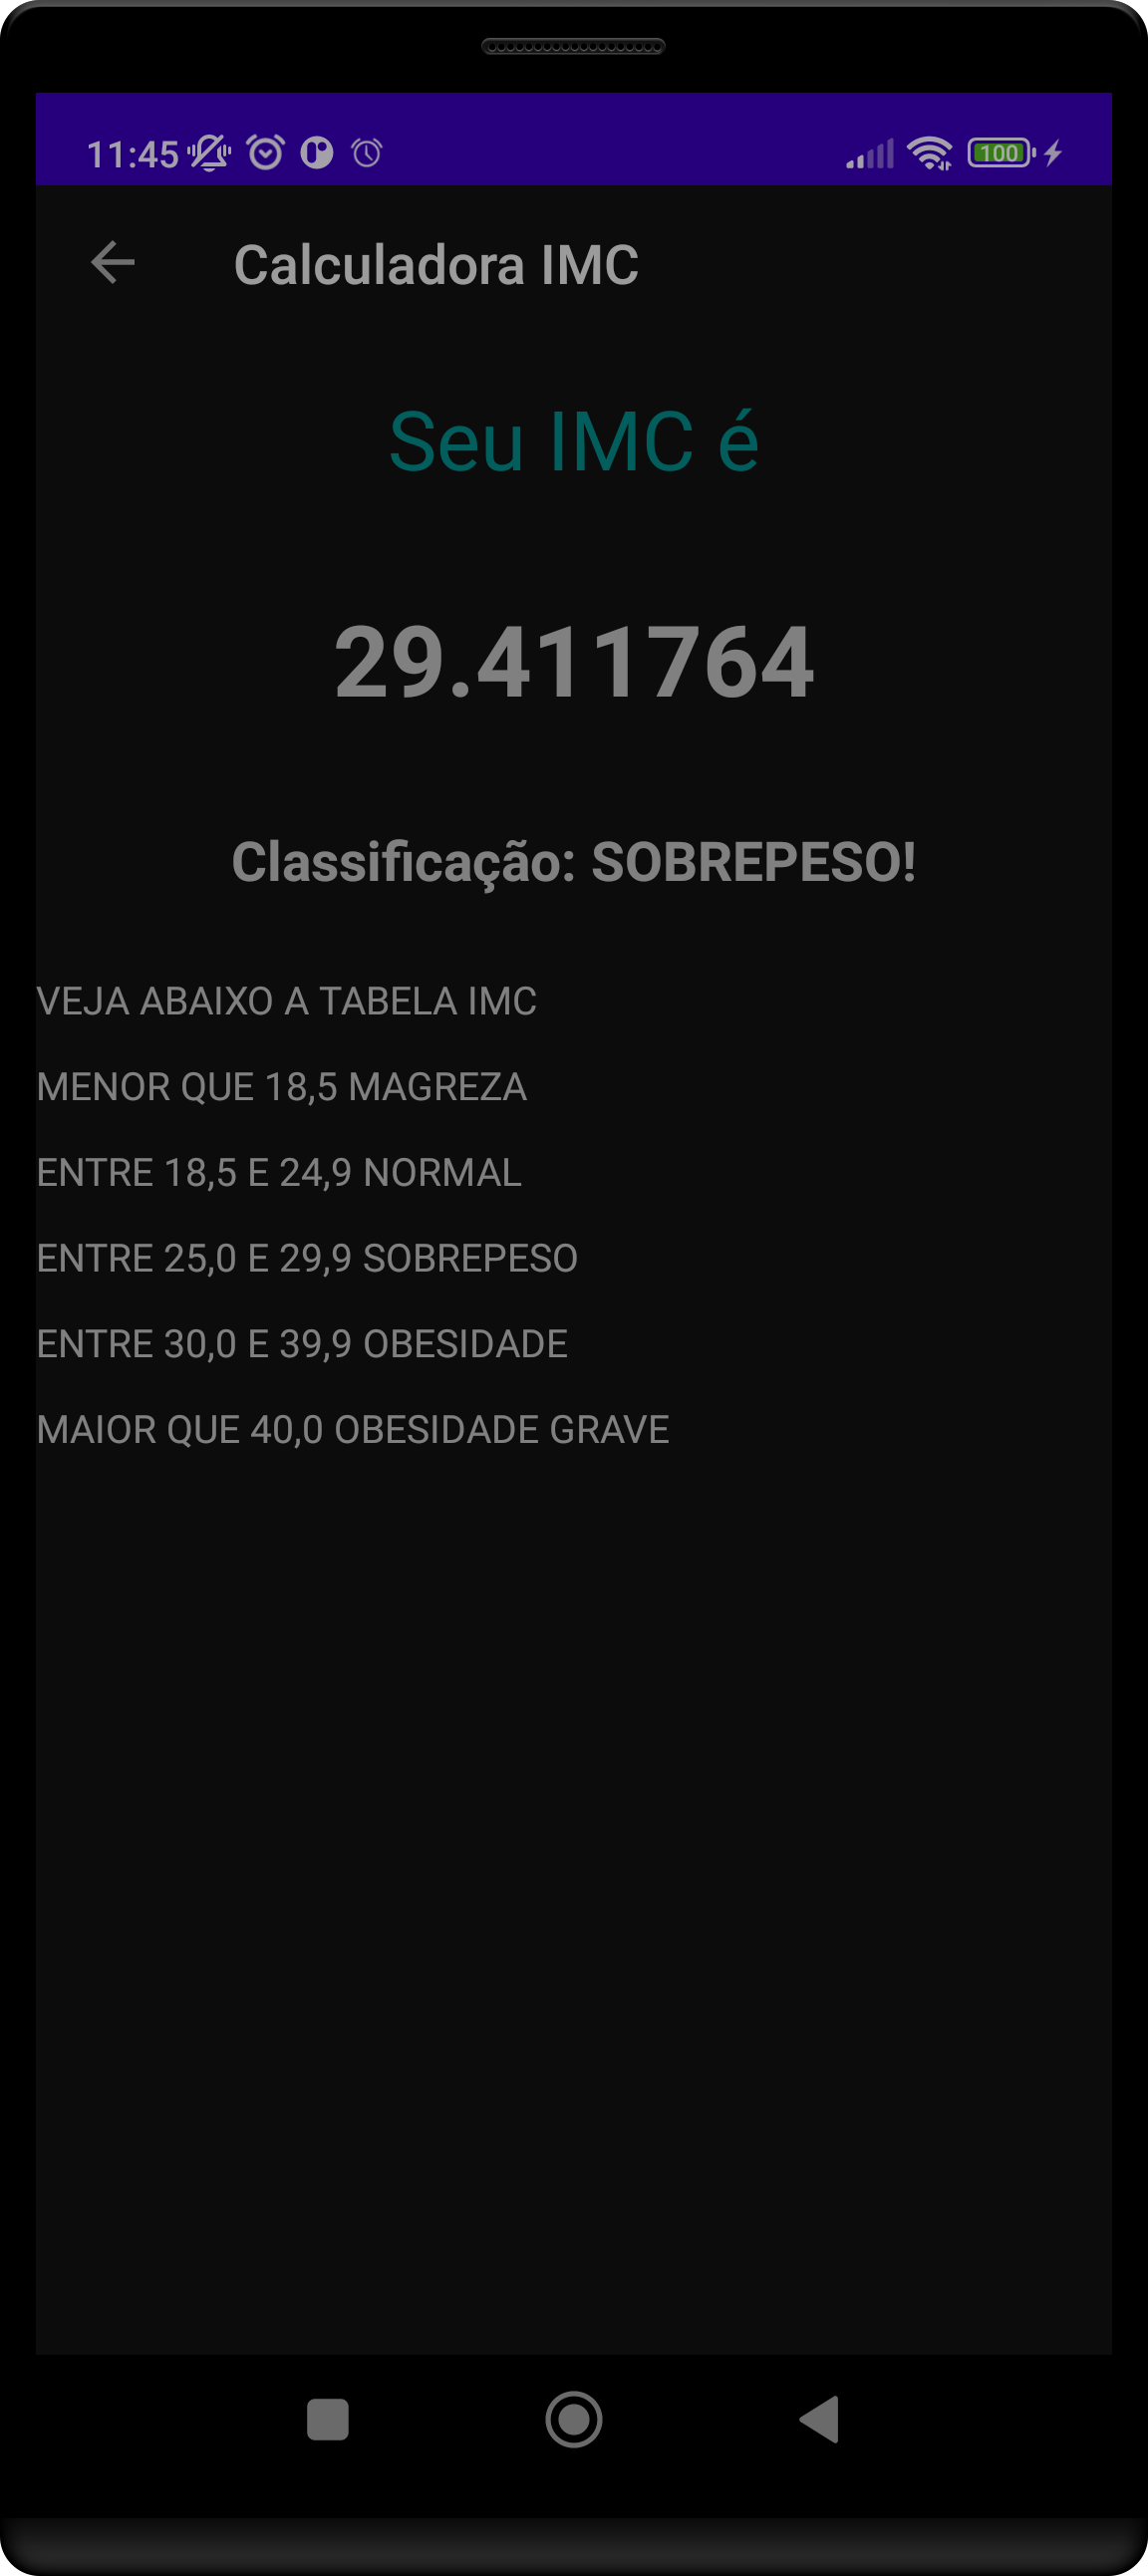 11:45 100
Calculadora IMC
Seu IMC é
29.411764
Classificação: SOBREPESO!
VEJA ABAIXO A TABELA IMC
MENOR QUE 18,5 MAGREZA
ENTRE 18,5 E 24,9 NORMAL
ENTRE 25,0 E 29,9 SOBREPESO
ENTRE 30,0 E 39,9 OBESIDADE
MAIOR QUE 40,0 OBESIDADE GRAVE